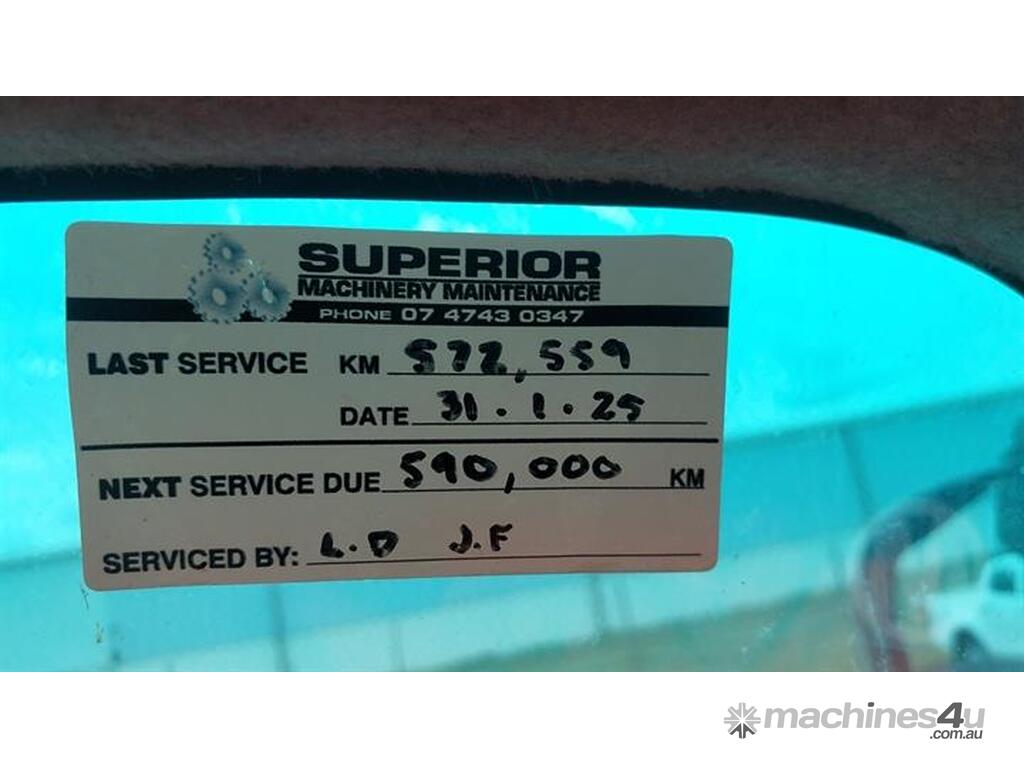 SUPERIOR
MACHINERY MAINTENANCE
PHONE 07 4743 0347
LAST SERVICE KM 572,559
DATE 31.1.25
NEXT SERVICE DUE 590,000 KM
SERVICED BY: L.D J.F
machines4u
.com.au